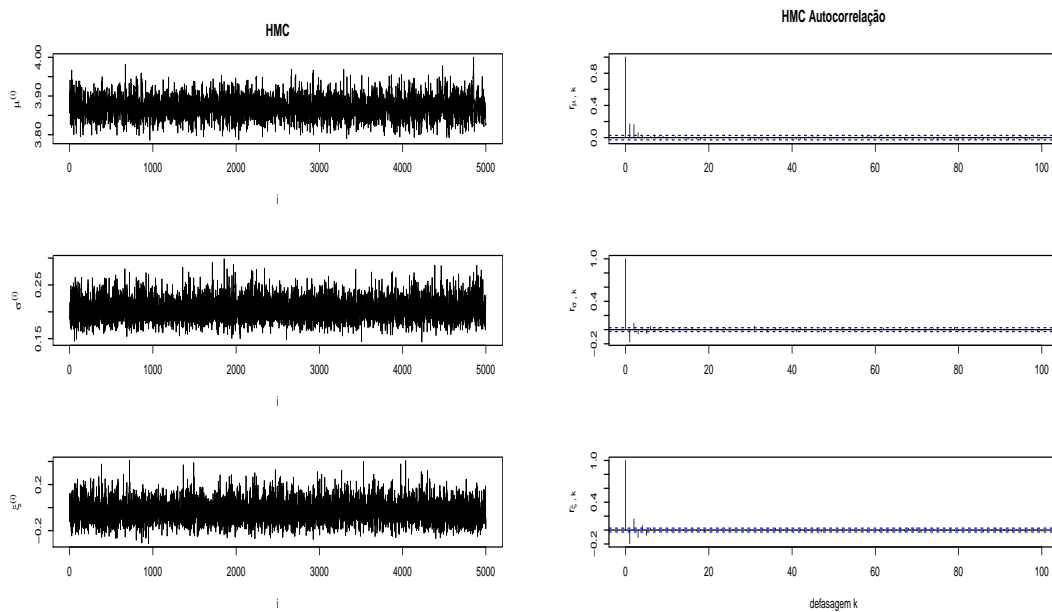 HMC
HMC Autocorrelação
μ(i)
3.80 3.90 4.00
0 1000 2000 3000 4000 5000
i
r μ, k
0.0 0.4 0.8
0 20 40 60 80 100
σ(i)
0.15 0.25
0 1000 2000 3000 4000 5000
i
r σ, k
−0.2 0.4 1.0
0 20 40 60 80 100
ξ(i)
−0.2 0.2
0 1000 2000 3000 4000 5000
i
r ξ, k
−0.2 0.4 1.0
0 20 40 60 80 100
defasagem k